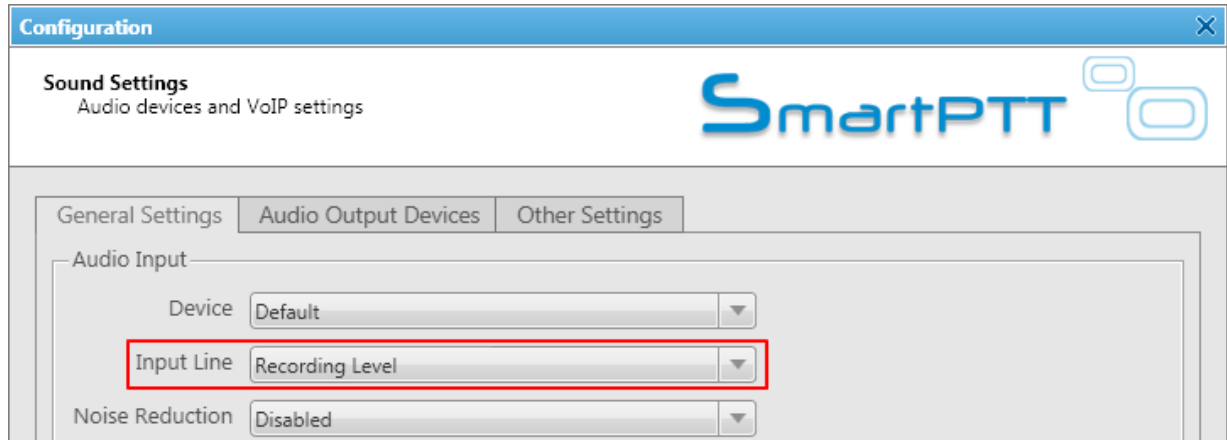 Configuration
Sound Settings
Audio devices and VoIP settings
SmartPTT
General Settings Audio Output Devices Other Settings
Audio Input
Device Default
Input Line Recording Level
Noise Reduction Disabled